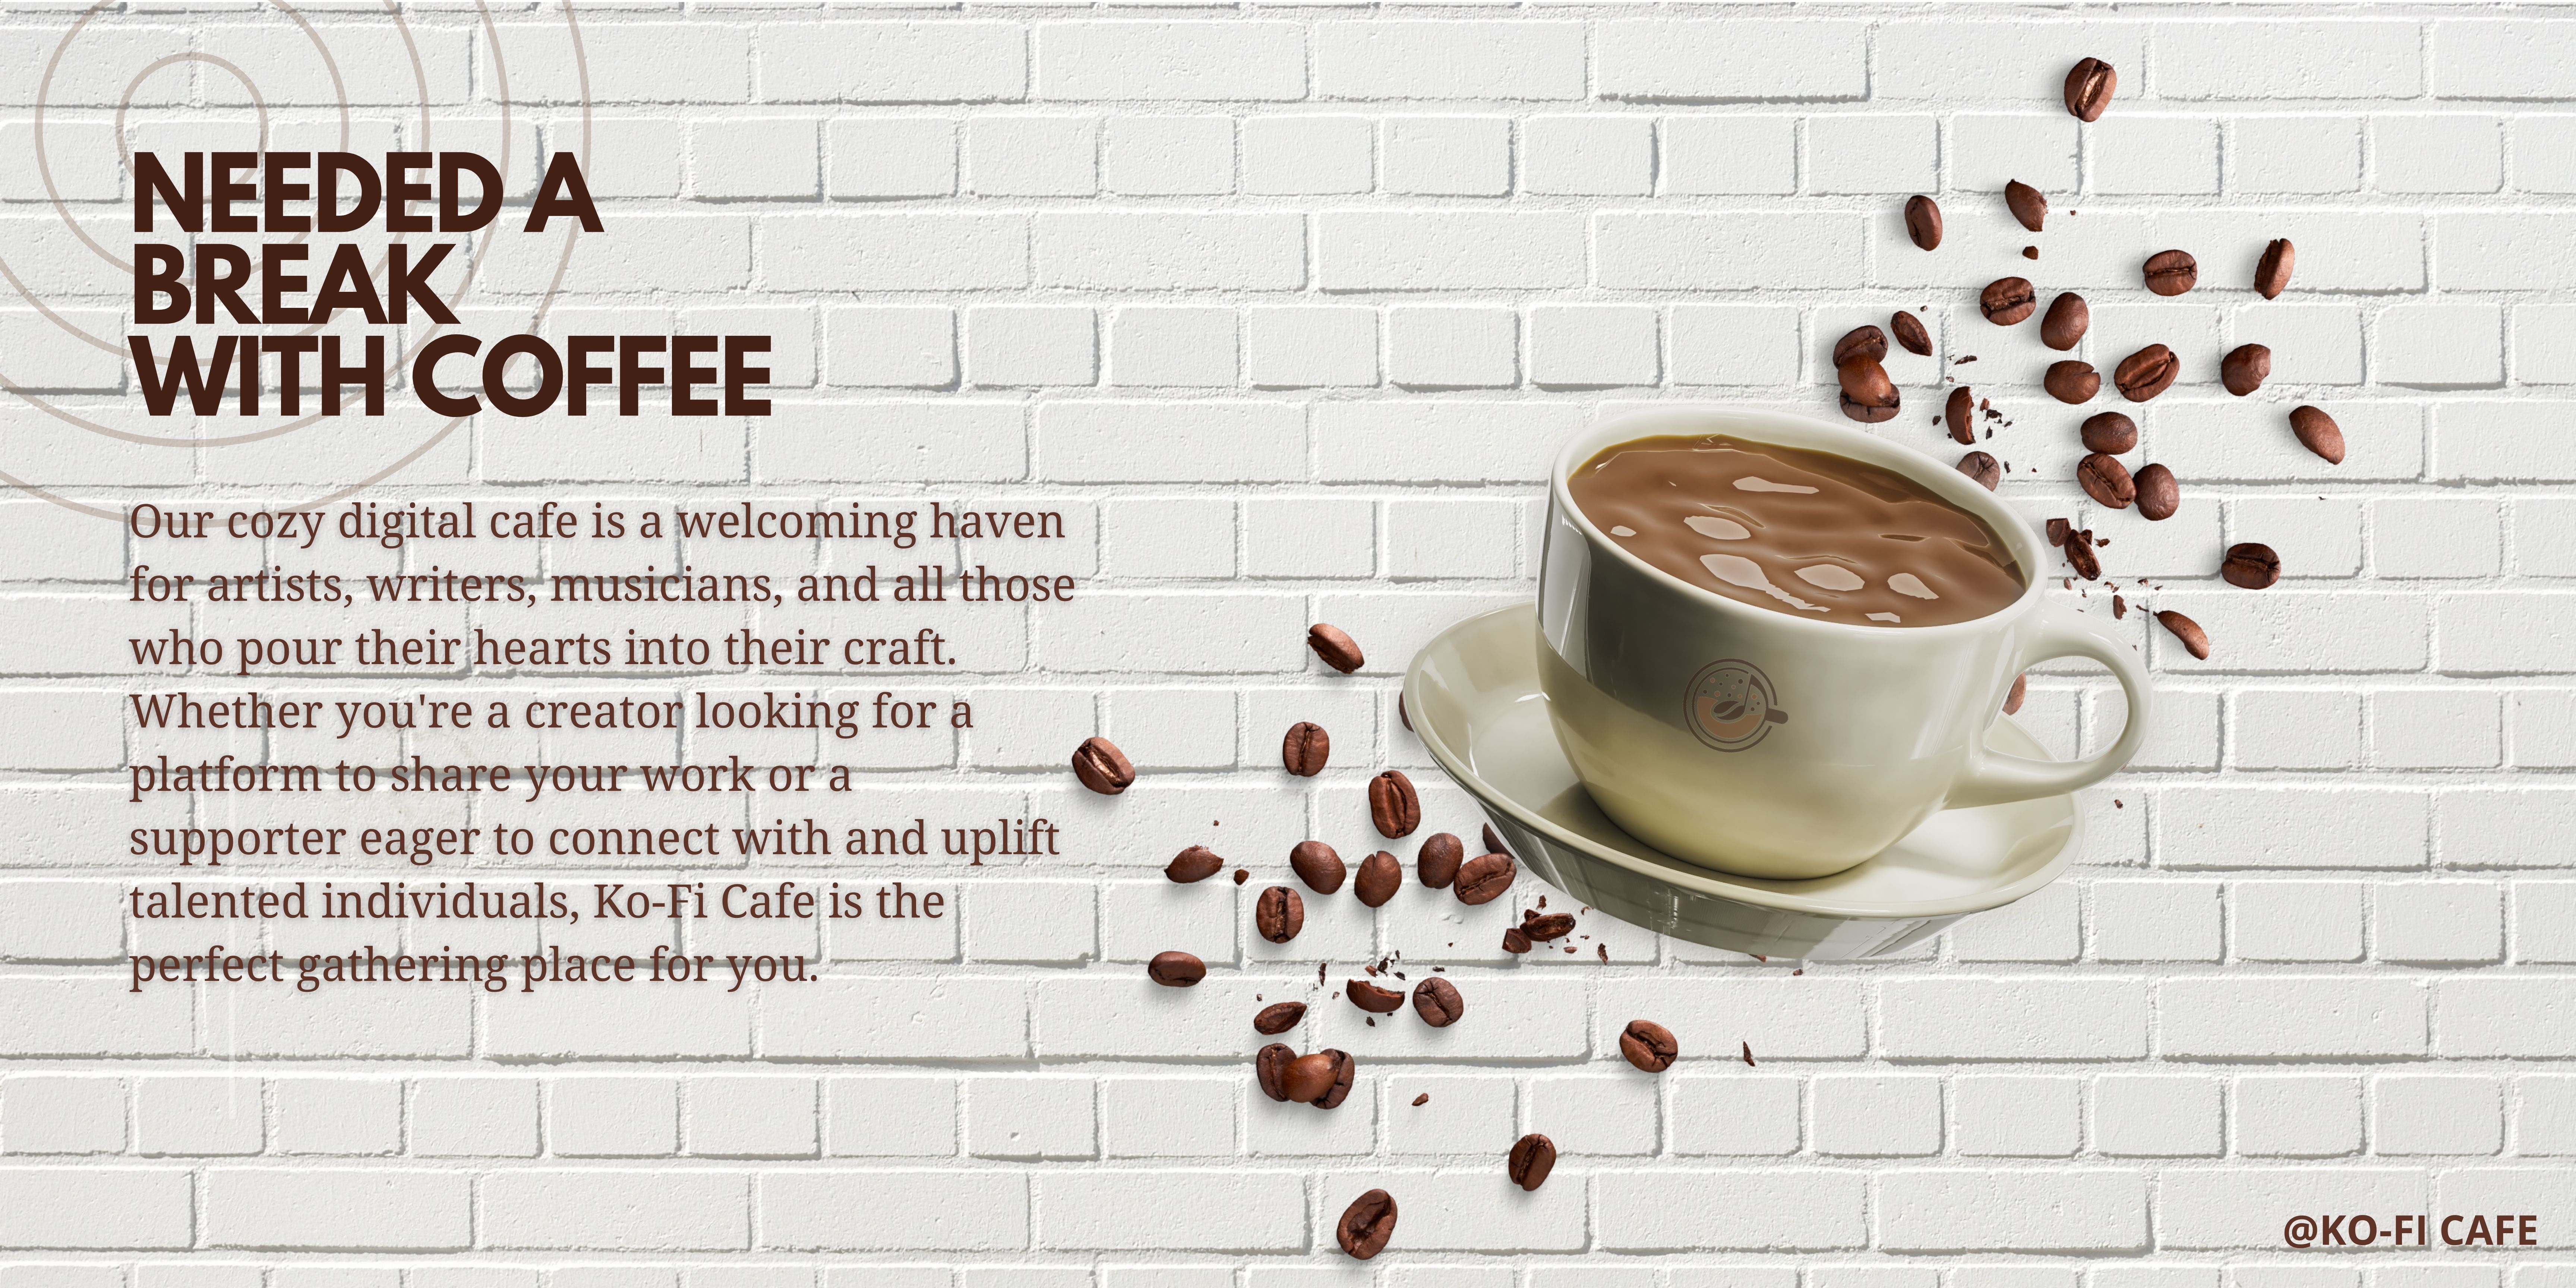 NEEDED A
BREAK
WITH COFFEE
Our cozy digital cafe is a welcoming haven
for artists, writers, musicians, and all those
who pour their hearts into their craft.
Whether you're a creator looking for a
platform to share your work or a
supporter eager to connect with and uplift
talented individuals, Ko-Fi Cafe is the
perfect gathering place for you.
@KO-FI CAFE